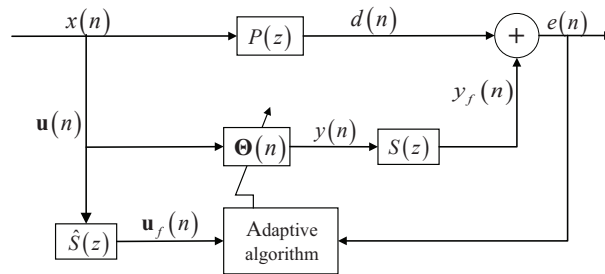 x(n)
P(z)
d(n)
+
e(n)
y_f(n)
𝐮(n)
𝚯(n)
y(n)
S(z)
Ŝ(z)
𝐮_f(n)
Adaptive
algorithm